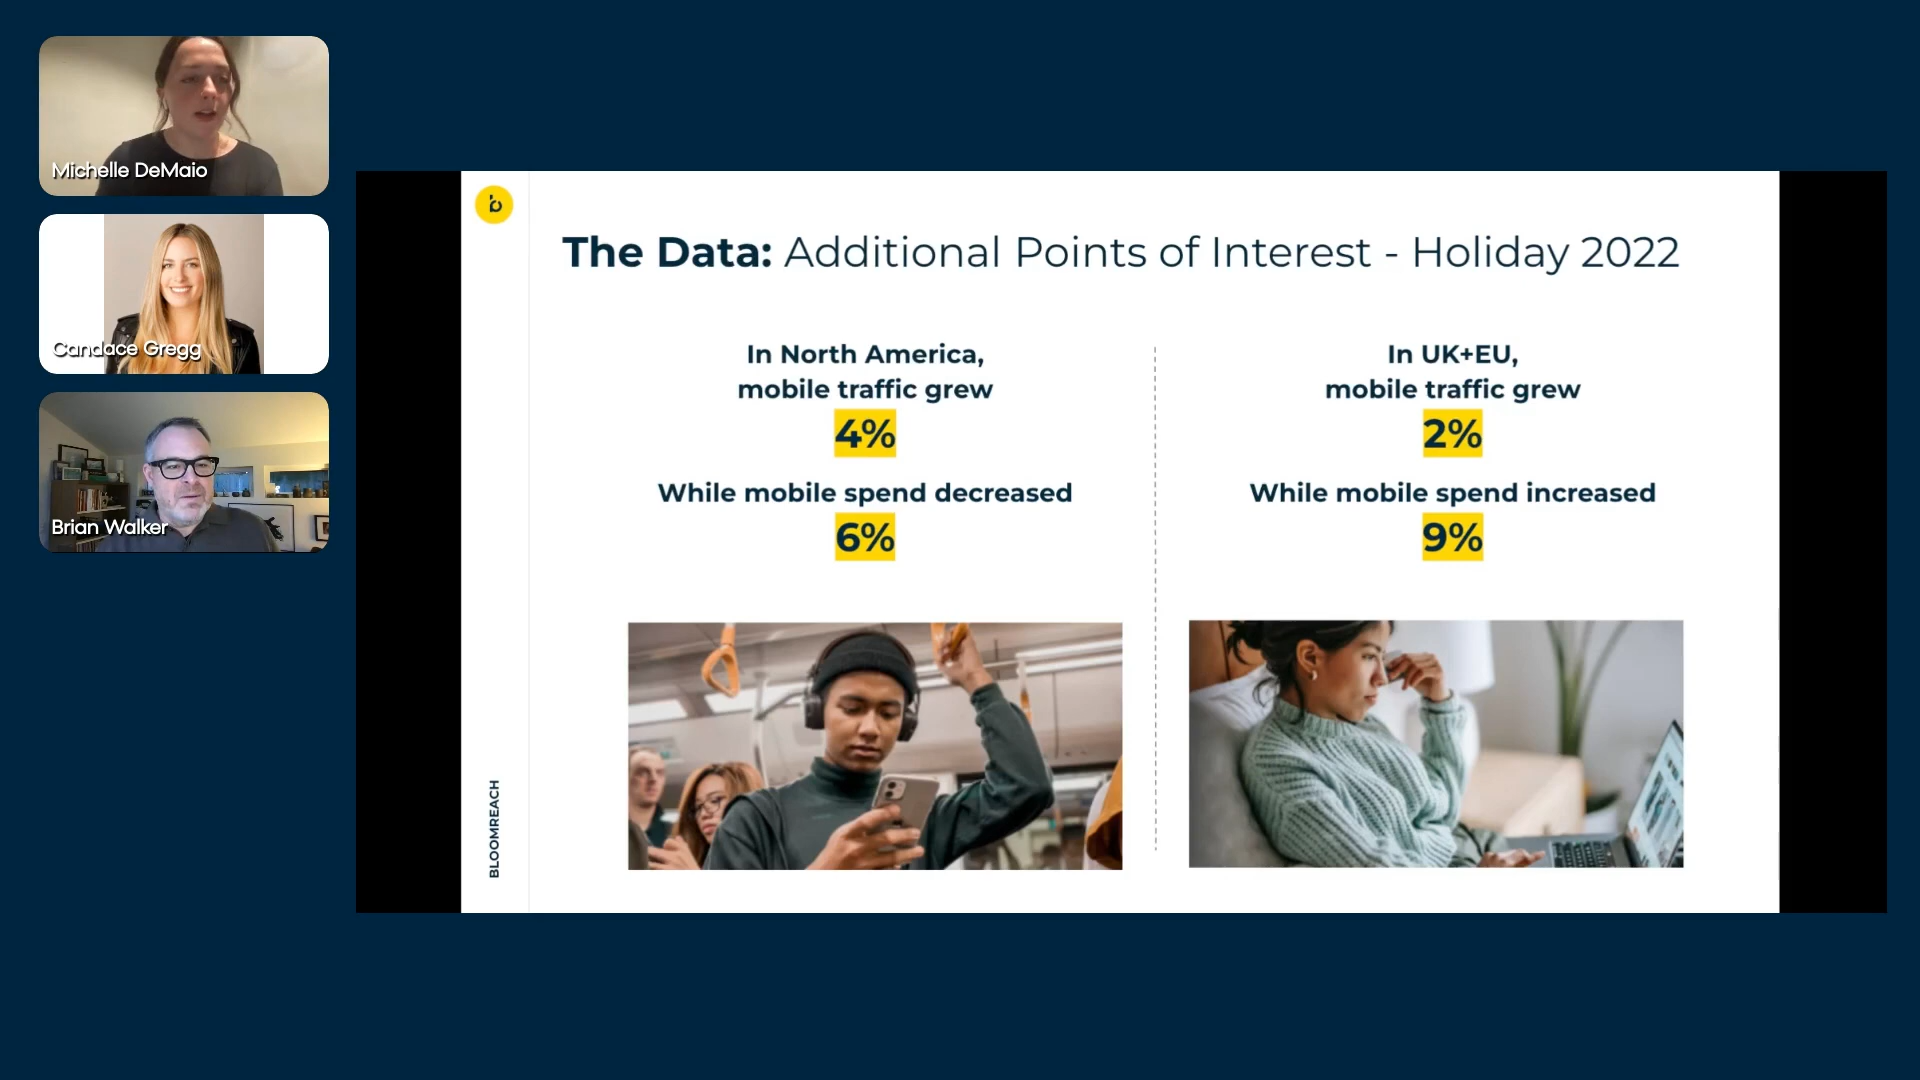 Michelle DeMaio
Candace Gregg
Brian Walker
The Data: Additional Points of Interest - Holiday 2022
In North America,
mobile traffic grew
4%
While mobile spend decreased
6%
In UK+EU,
mobile traffic grew
2%
While mobile spend increased
9%
BLOOMREACH